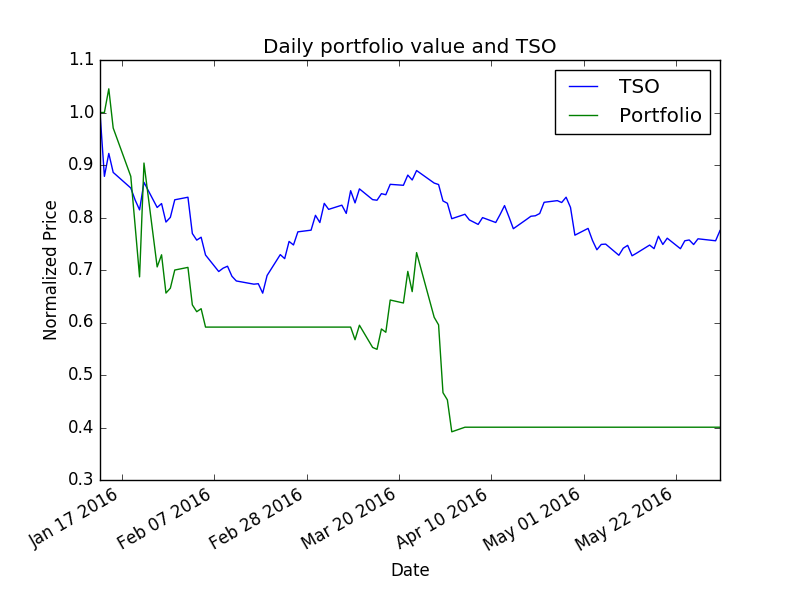 Daily portfolio value and TSO
TSO
Portfolio
1.1
1.0
0.9
0.8
0.7
0.6
0.5
0.4
0.3
Normalized Price
Jan 17 2016
Feb 07 2016
Feb 28 2016
Mar 20 2016
Apr 10 2016
May 01 2016
May 22 2016
Date